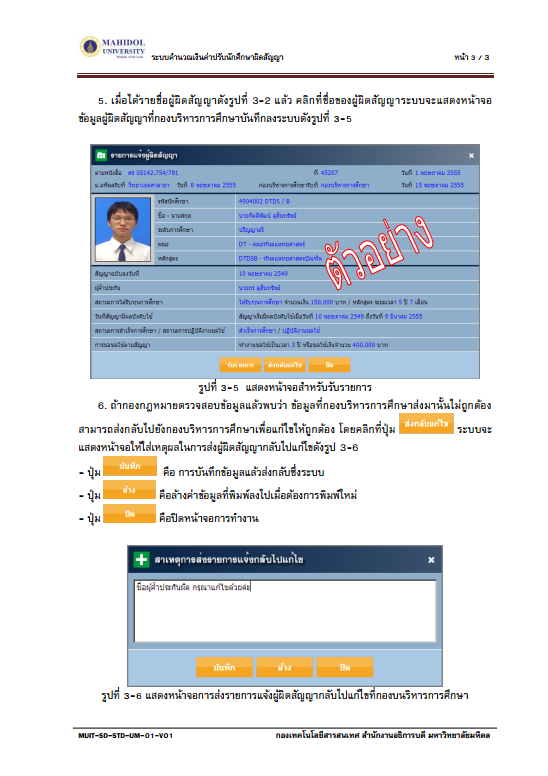 MAHIDOL
UNIVERSITY
ระบบคำนวณเงินค่าปรับนักศึกษาผิดสัญญา
หน้า 3 / 3
5. เมื่อได้รายชื่อผู้ผิดสัญญาดังรูปที่ 3-2 แล้ว คลิกที่ชื่อของผู้ผิดสัญญาระบบจะแสดงหน้าจอ
ข้อมูลผู้ผิดสัญญาที่กองบริหารการศึกษาบันทึกลงระบบดังรูปที่ 3-5
รายการแจ้งผู้ผิดสัญญา
ตามหนังสือ ศธ 05142.754/781 ที่ 45207 วันที่ 1 พฤษภาคม 2555
ม.มหิดลรับที่ วิทยาเขตศาลายา วันที่ 8 พฤษภาคม 2555 กองบริหารการศึกษารับที่ กองบริหารการศึกษา วันที่ 15 พฤษภาคม 2555
รหัสนักศึกษา 4904002 DTDS / B
ชื่อ - นามสกุล
ระดับการศึกษา ปริญญาตรี
คณะ DT - คณะทันตแพทยศาสตร์
หลักสูตร DTDSB - ทันตแพทยศาสตรบัณฑิต
ตัวอย่าง
สัญญาฉบับลงวันที่ 10 พฤษภาคม 2549
ผู้ค้ำประกัน
สถานะการได้รับทุนการศึกษา ได้รับทุนการศึกษา จำนวนเงิน 150,000 บาท / หลักสูตร ระยะเวลา 5 ปี 7 เดือน
วันที่สัญญามีผลบังคับใช้ สัญญาเริ่มมีผลบังคับใช้เมื่อวันที่ 10 พฤษภาคม 2549 ถึงวันที่ 9 มีนาคม 2555
สถานะการสำเร็จการศึกษา / สถานะการปฏิบัติงานชดใช้ สำเร็จการศึกษา / ปฏิบัติงานชดใช้
การชดใช้ตามสัญญา ทำงานชดใช้เป็นเวลา 3 ปี หรือชดใช้เงินจำนวน 400,000 บาท
รับรายการ ส่งกลับแก้ไข ปิด
รูปที่ 3-5 แสดงหน้าจอสำหรับรับรายการ
6. ถ้ากองกฎหมายตรวจสอบข้อมูลแล้วพบว่า ข้อมูลที่กองบริหารการศึกษาส่งมานั้นไม่ถูกต้อง
สามารถส่งกลับไปยังกองบริหารการศึกษาเพื่อแก้ไขให้ถูกต้อง โดยคลิกที่ปุ่ม ส่งกลับแก้ไข ระบบจะ
แสดงหน้าจอให้ใส่เหตุผลในการส่งผู้ผิดสัญญากลับไปแก้ไขดังรูป 3-6
- ปุ่ม บันทึก คือ การบันทึกข้อมูลแล้วส่งกลับซึ่งระบบ
- ปุ่ม ล้าง คือล้างค่าข้อมูลที่พิมพ์ลงไปเมื่อต้องการพิมพ์ใหม่
- ปุ่ม ปิด คือปิดหน้าจอการทำงาน
สาเหตุการส่งรายการแจ้งกลับไปแก้ไข
ชื่อผู้ค้ำประกันผิด กรุณาแก้ไขด้วยค่ะ
บันทึก ล้าง ปิด
รูปที่ 3-6 แสดงหน้าจอการส่งรายการแจ้งผู้ผิดสัญญากลับไปแก้ไขที่กองบนริหารการศึกษา
MUIT-SD-STD-UM-01-V01
กองเทคโนโลยีสารสนเทศ สำนักงานอธิการบดี มหาวิทยาลัยมหิดล